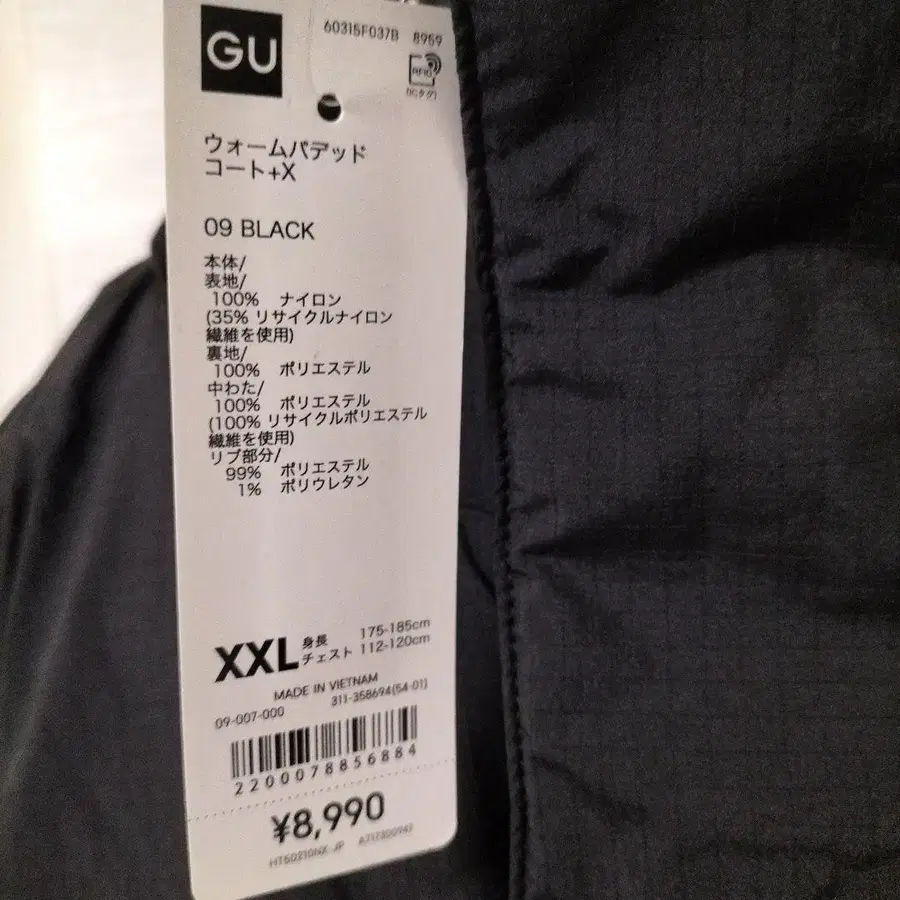 GU
60315F037B 8959
RFID
(ICタグ)
ウォームパデッド
コート+X
09 BLACK
本体/
表地/
100% ナイロン
(35% リサイクルナイロン
繊維を使用)
裏地/
100% ポリエステル
中わた/
100% ポリエステル
(100% リサイクルポリエステル
繊維を使用)
リブ部分/
99% ポリエステル
1% ポリウレタン
XXL
身長 175-185cm
チェスト 112-120cm
MADE IN VIETNAM
09-007-000 311-358694(54-01)
2200078856884
¥8,990